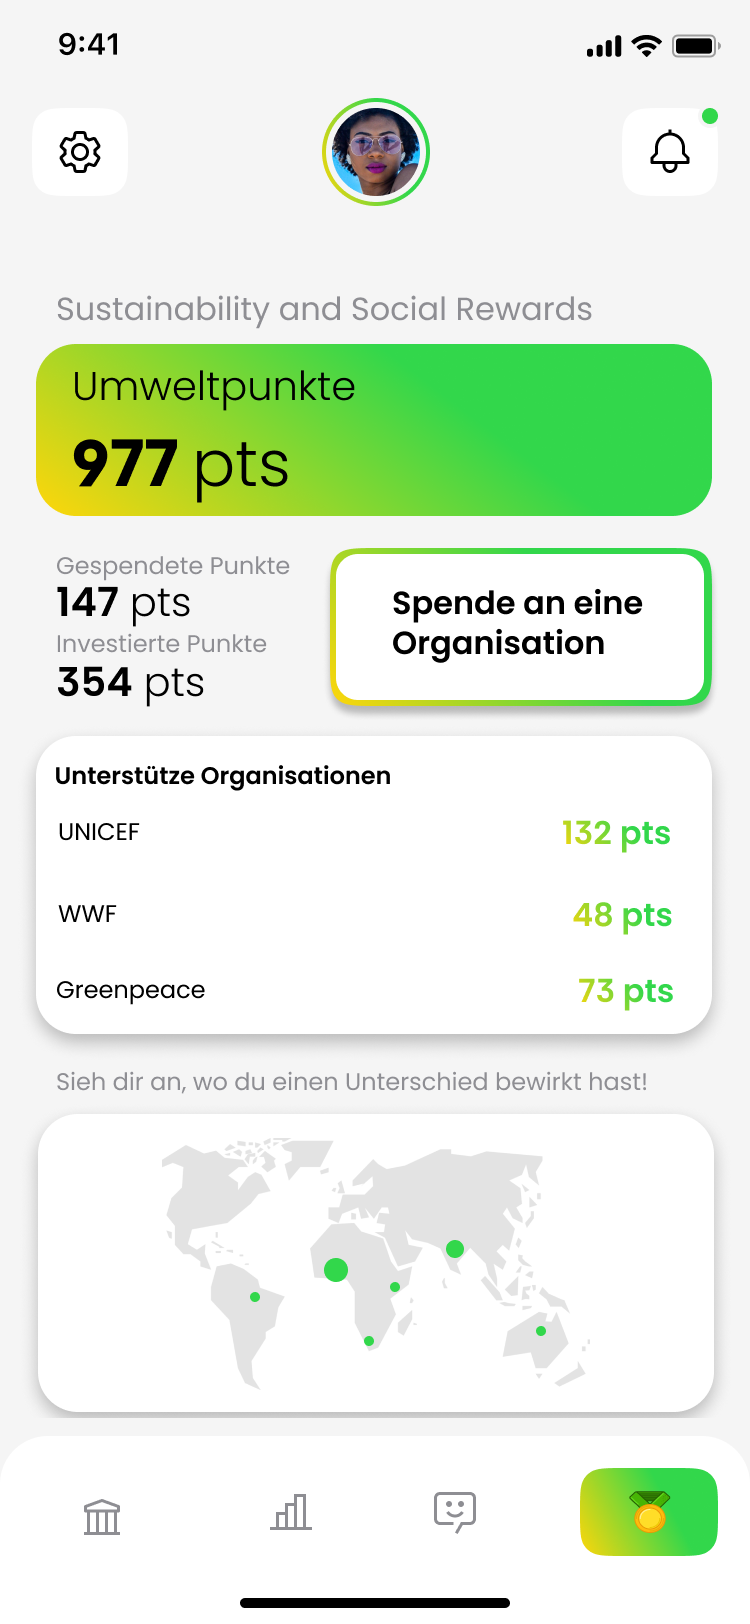 9:41
Sustainability and Social Rewards
Umweltpunkte
977 pts
Gespendete Punkte
147 pts
Investierte Punkte
354 pts
Spende an eine
Organisation
Unterstütze Organisationen
UNICEF 132 pts
WWF 48 pts
Greenpeace 73 pts
Sieh dir an, wo du einen Unterschied bewirkt hast!